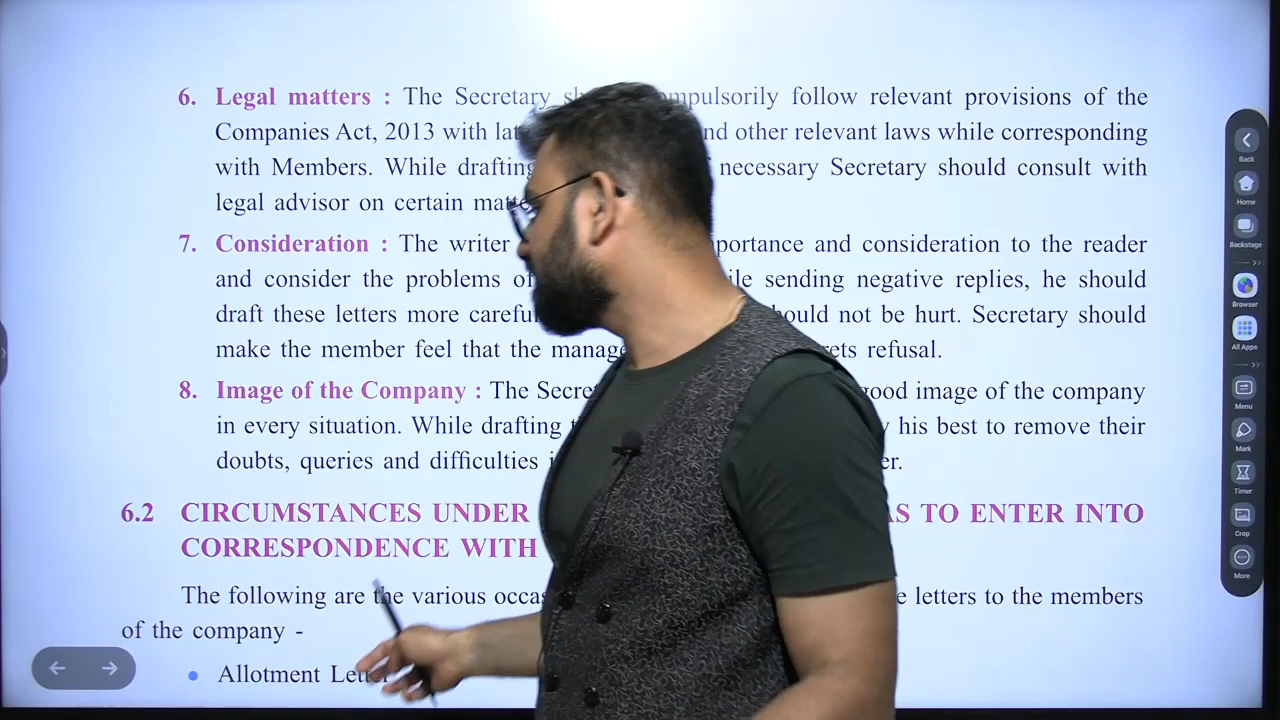 6. Legal matters : The Secretary sh mpulsorily follow relevant provisions of the
Companies Act, 2013 with lat nd other relevant laws while corresponding
with Members. While drafting necessary Secretary should consult with
legal advisor on certain matte
7. Consideration : The writer portance and consideration to the reader
and consider the problems of ile sending negative replies, he should
draft these letters more carefu hould not be hurt. Secretary should
make the member feel that the manage rets refusal.
8. Image of the Company : The Secret good image of the company
in every situation. While drafting y his best to remove their
doubts, queries and difficulties i er.
6.2 CIRCUMSTANCES UNDER AS TO ENTER INTO
CORRESPONDENCE WITH
The following are the various occas e letters to the members
of the company -
• Allotment Letter
Back
Home
Backstage
Browser
All Apps
Menu
Mark
Timer
Crop
More